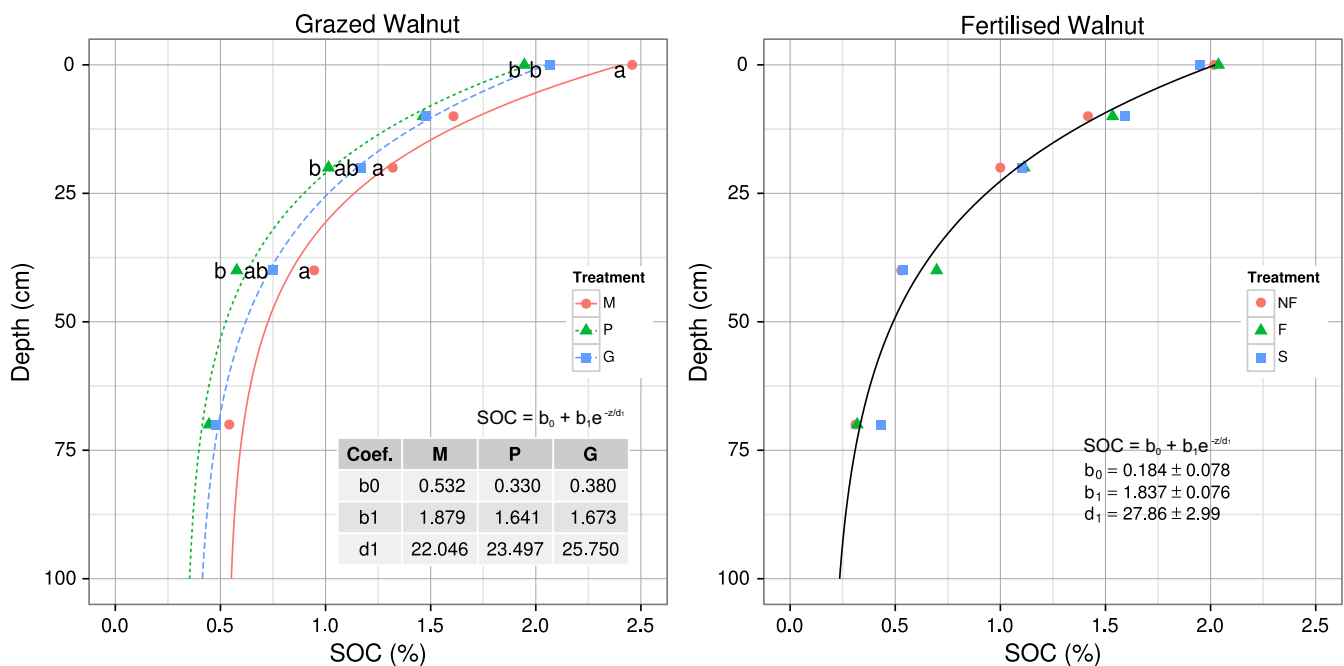 Grazed Walnut
0
25
50
75
100
Depth (cm)
b b a
b ab a
b ab a
Treatment
M
P
G
SOC = b₀ + b₁e^-z/d₁
Coef. M P G
b0 0.532 0.330 0.380
b1 1.879 1.641 1.673
d1 22.046 23.497 25.750
0.0 0.5 1.0 1.5 2.0 2.5
SOC (%)
Fertilised Walnut
0
25
50
75
100
Depth (cm)
Treatment
NF
F
S
SOC = b₀ + b₁e^-z/d₁
b₀ = 0.184 ± 0.078
b₁ = 1.837 ± 0.076
d₁ = 27.86 ± 2.99
0.0 0.5 1.0 1.5 2.0 2.5
SOC (%)